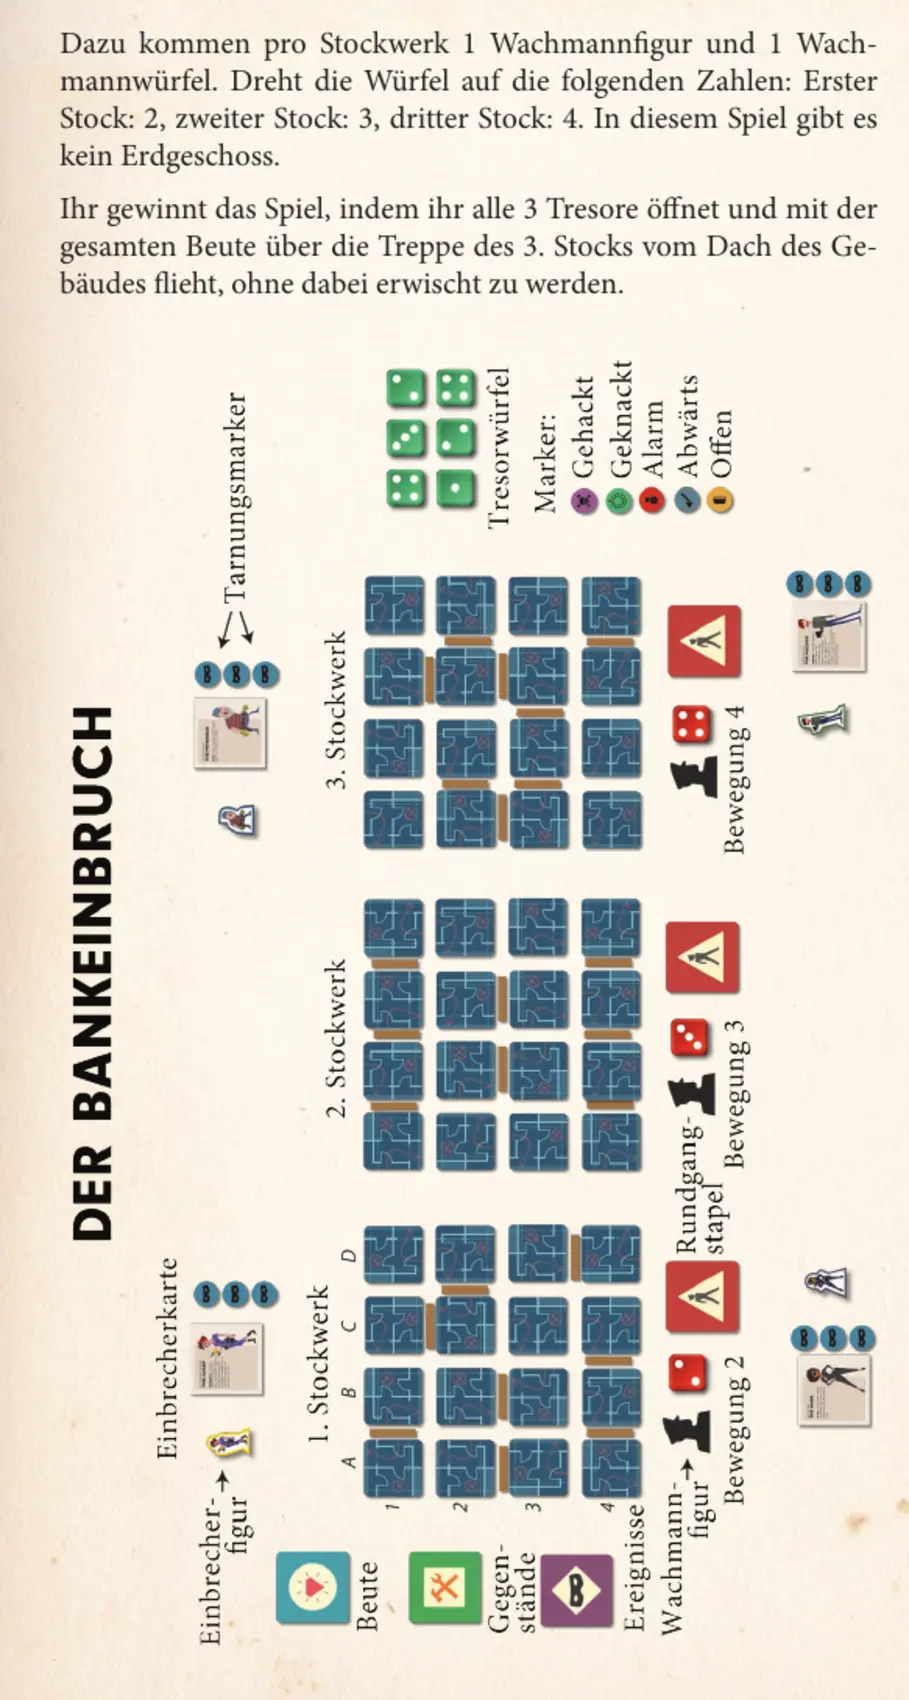 Dazu kommen pro Stockwerk 1 Wachmannfigur und 1 Wach-
mannwürfel. Dreht die Würfel auf die folgenden Zahlen: Erster
Stock: 2, zweiter Stock: 3, dritter Stock: 4. In diesem Spiel gibt es
kein Erdgeschoss.
Ihr gewinnt das Spiel, indem ihr alle 3 Tresore öffnet und mit der
gesamten Beute über die Treppe des 3. Stocks vom Dach des Ge-
bäudes flieht, ohne dabei erwischt zu werden.
DER BANKEINBRUCH
Einbrecherkarte
Einbrecher-
figur
Tarnungsmarker
1. Stockwerk
2. Stockwerk
3. Stockwerk
A B C D
1
2
3
4
Beute
Gegen-
stände
Ereignisse
Tresorwürfel
Marker:
Gehackt
Geknackt
Alarm
Abwärts
Offen
Wachmann-
figur
Bewegung 2
Rundgang-
stapel
Bewegung 3
Bewegung 4